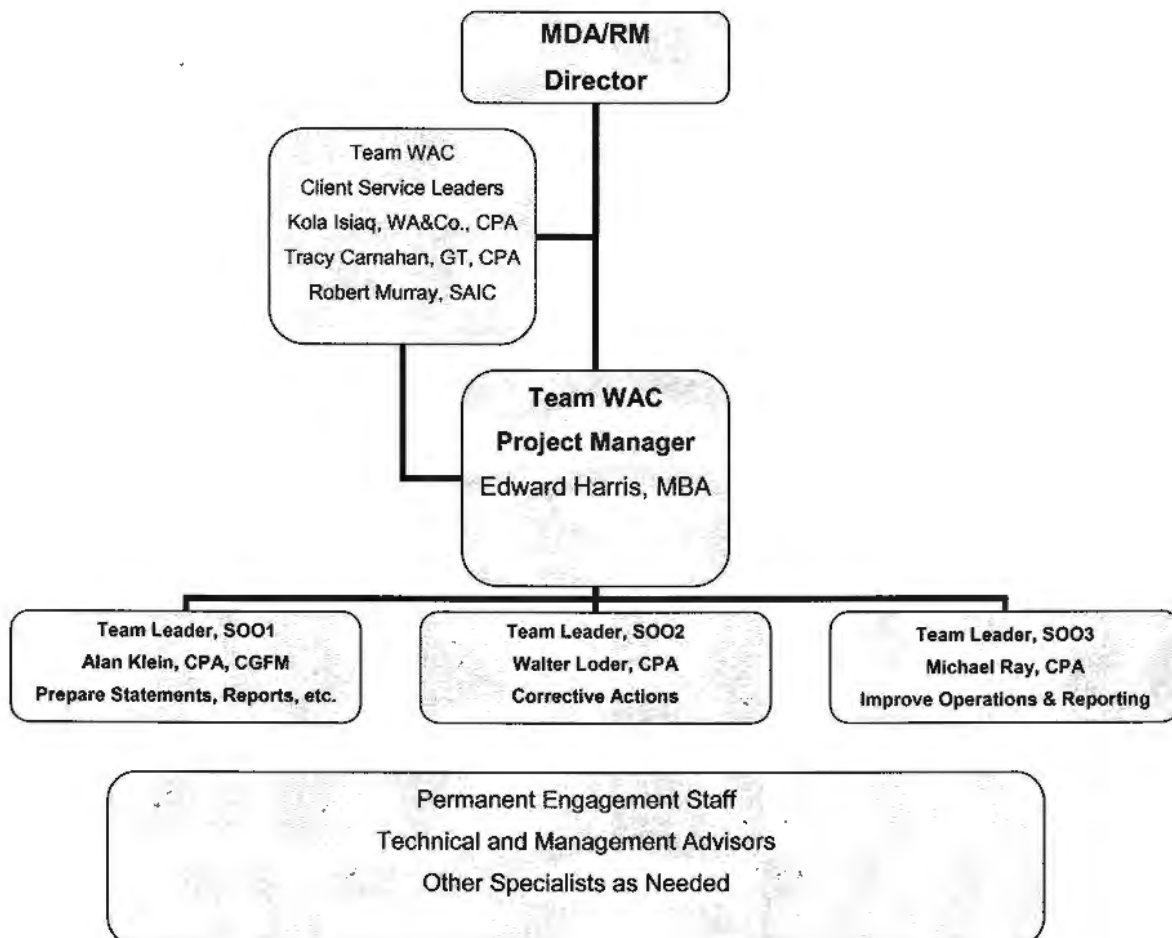 MDA/RM
Director
Team WAC
Client Service Leaders
Kola Isiaq, WA&Co., CPA
Tracy Carnahan, GT, CPA
Robert Murray, SAIC
Team WAC
Project Manager
Edward Harris, MBA
Team Leader, SOO1
Alan Klein, CPA, CGFM
Prepare Statements, Reports, etc.
Team Leader, SOO2
Walter Loder, CPA
Corrective Actions
Team Leader, SOO3
Michael Ray, CPA
Improve Operations & Reporting
Permanent Engagement Staff
Technical and Management Advisors
Other Specialists as Needed